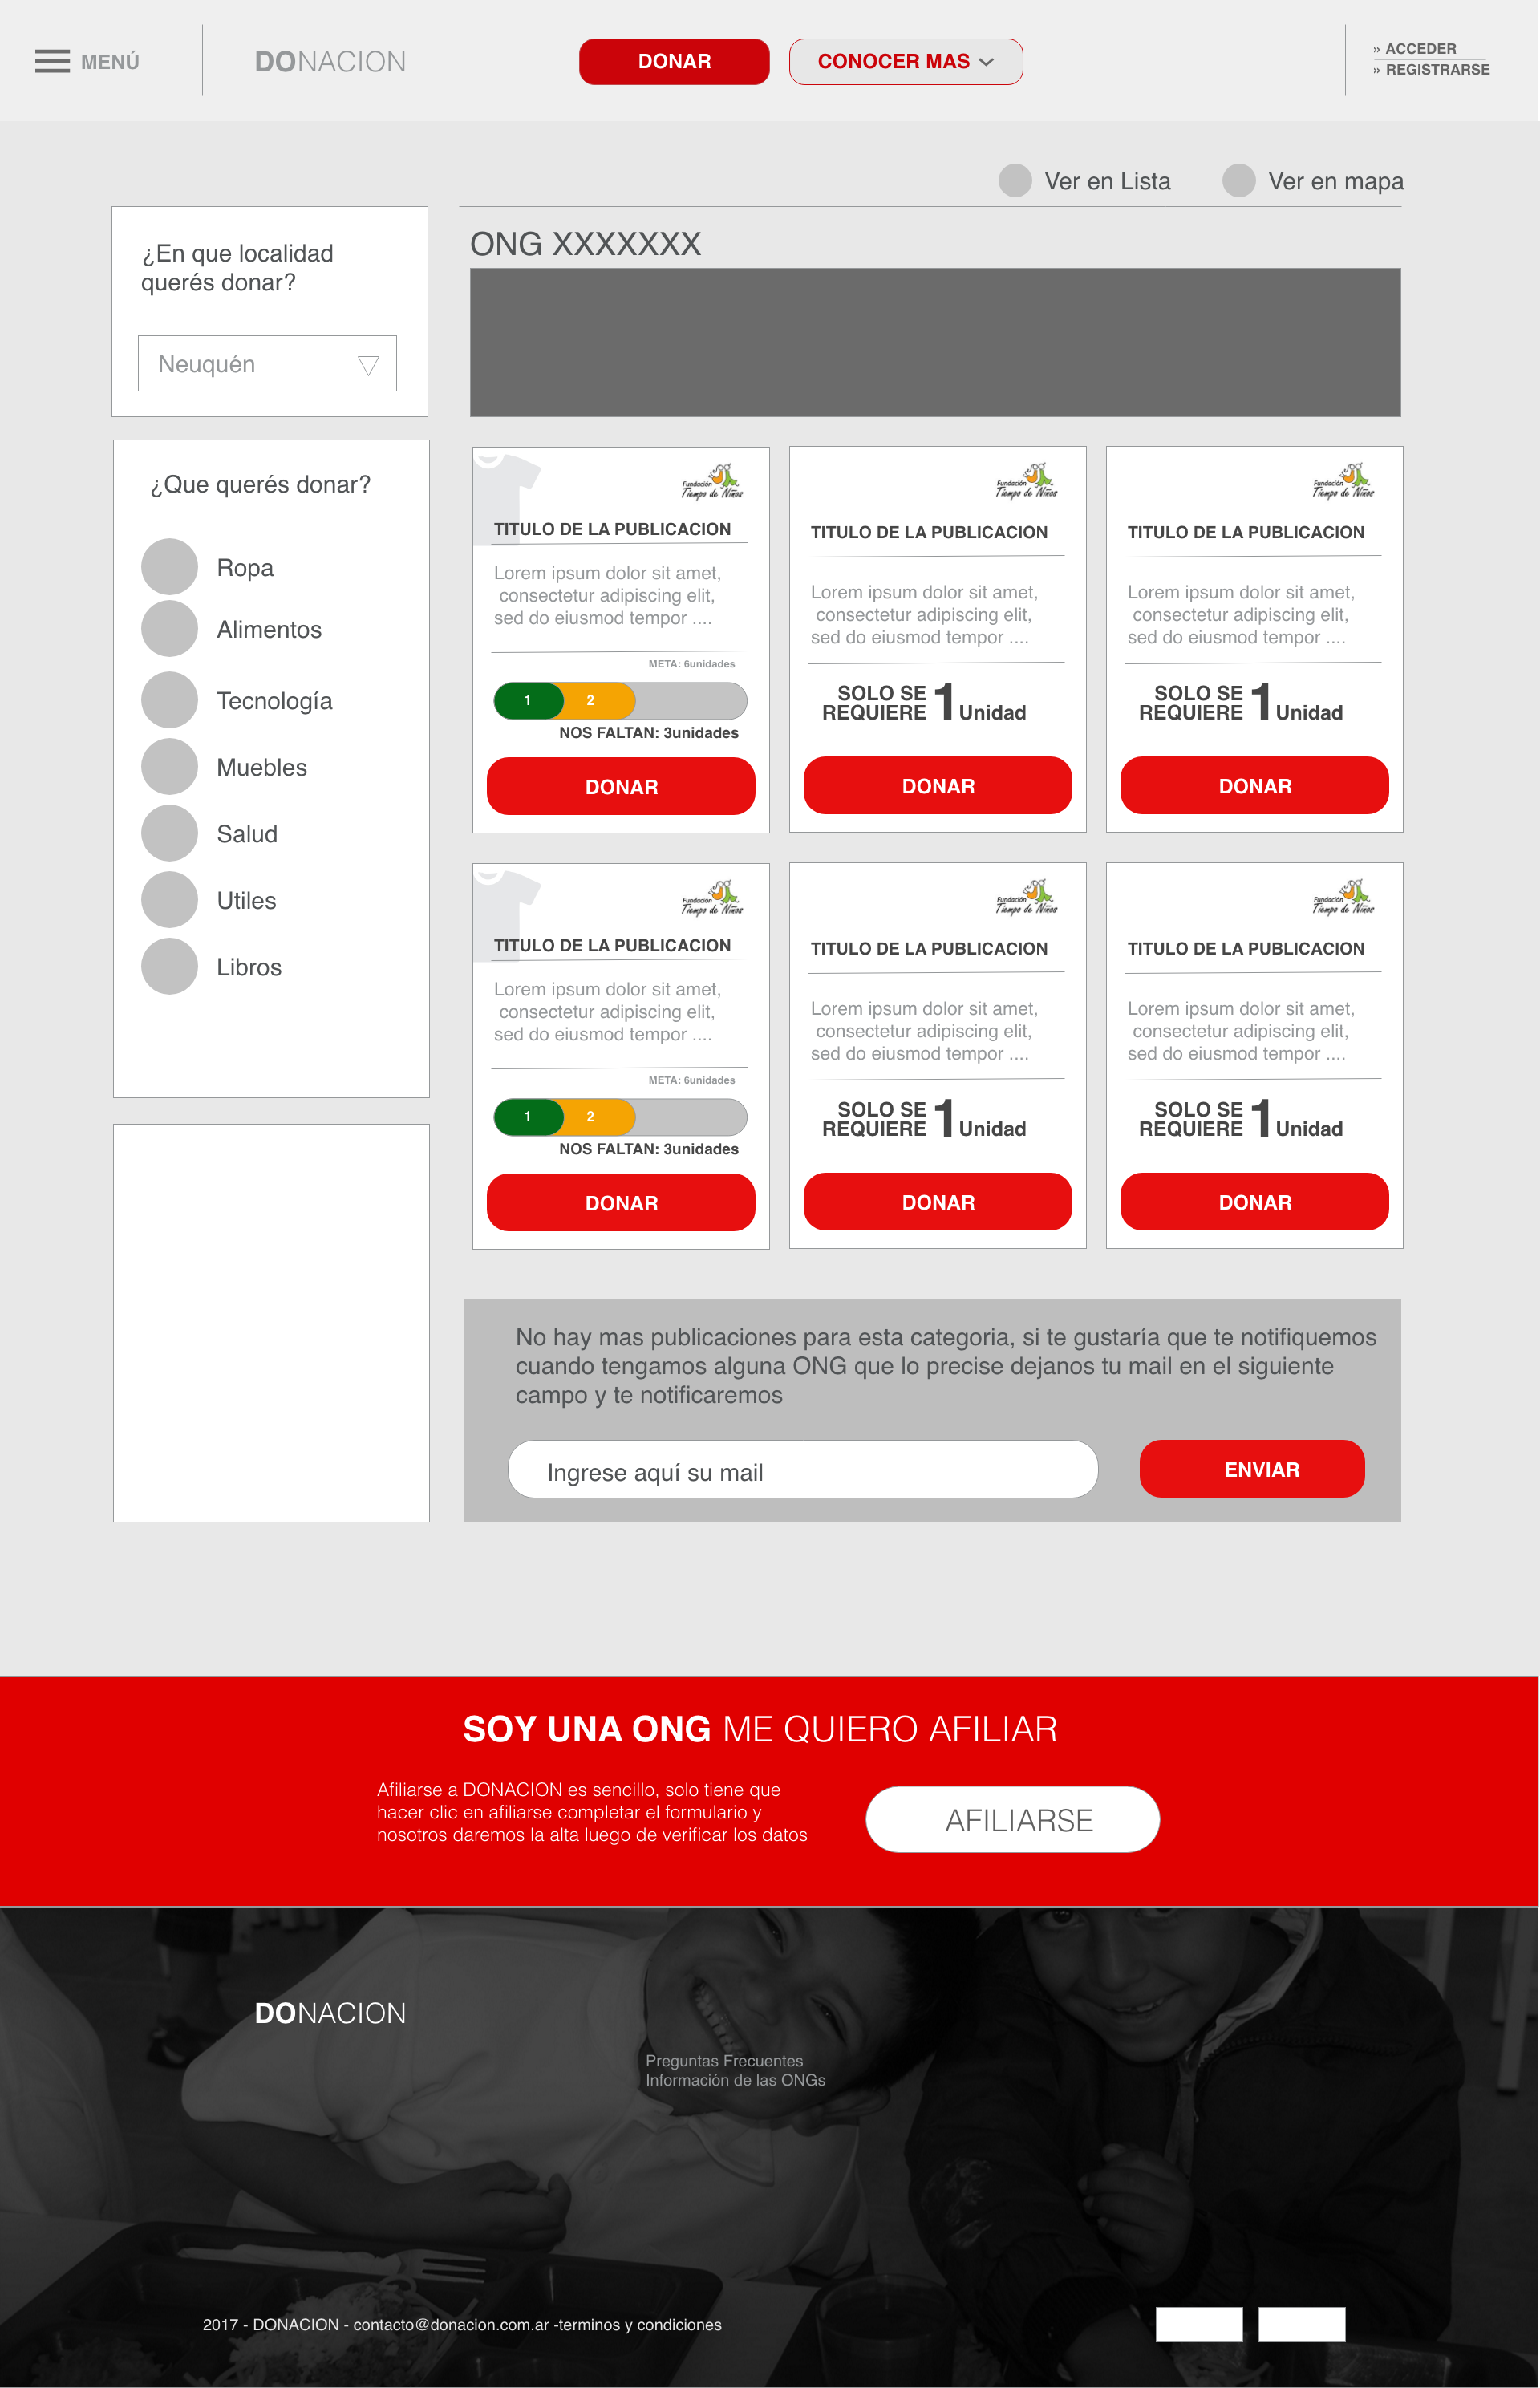 MENÚ
DONACION
DONAR
CONOCER MAS
» ACCEDER
» REGISTRARSE
Ver en Lista
Ver en mapa
¿En que localidad
querés donar?
Neuquén
ONG XXXXXXX
¿Que querés donar?
Ropa
Alimentos
Tecnología
Muebles
Salud
Utiles
Libros
Fundación
Tiempo de Niños
TITULO DE LA PUBLICACION
Lorem ipsum dolor sit amet,
consectetur adipiscing elit,
sed do eiusmod tempor ....
META: 6unidades
1 2
NOS FALTAN: 3unidades
DONAR
Fundación
Tiempo de Niños
TITULO DE LA PUBLICACION
Lorem ipsum dolor sit amet,
consectetur adipiscing elit,
sed do eiusmod tempor ....
SOLO SE
REQUIERE 1 Unidad
DONAR
Fundación
Tiempo de Niños
TITULO DE LA PUBLICACION
Lorem ipsum dolor sit amet,
consectetur adipiscing elit,
sed do eiusmod tempor ....
SOLO SE
REQUIERE 1 Unidad
DONAR
Fundación
Tiempo de Niños
TITULO DE LA PUBLICACION
Lorem ipsum dolor sit amet,
consectetur adipiscing elit,
sed do eiusmod tempor ....
META: 6unidades
1 2
NOS FALTAN: 3unidades
DONAR
Fundación
Tiempo de Niños
TITULO DE LA PUBLICACION
Lorem ipsum dolor sit amet,
consectetur adipiscing elit,
sed do eiusmod tempor ....
SOLO SE
REQUIERE 1 Unidad
DONAR
Fundación
Tiempo de Niños
TITULO DE LA PUBLICACION
Lorem ipsum dolor sit amet,
consectetur adipiscing elit,
sed do eiusmod tempor ....
SOLO SE
REQUIERE 1 Unidad
DONAR
No hay mas publicaciones para esta categoria, si te gustaría que te notifiquemos
cuando tengamos alguna ONG que lo precise dejanos tu mail en el siguiente
campo y te notificaremos
Ingrese aquí su mail
ENVIAR
SOY UNA ONG ME QUIERO AFILIAR
Afiliarse a DONACION es sencillo, solo tiene que
hacer clic en afiliarse completar el formulario y
nosotros daremos la alta luego de verificar los datos
AFILIARSE
DONACION
Preguntas Frecuentes
Información de las ONGs
2017 - DONACION - contacto@donacion.com.ar -terminos y condiciones